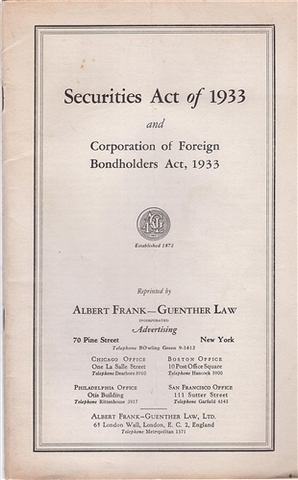 Securities Act of 1933
and
Corporation of Foreign
Bondholders Act, 1933
Established 1872
Reprinted by
ALBERT FRANK—GUENTHER LAW
INCORPORATED
Advertising
70 Pine Street New York
Telephone BOwling Green 9-1612
CHICAGO OFFICE
One La Salle Street
Telephone Dearborn 8910
BOSTON OFFICE
10 Post Office Square
Telephone Hancock 3900
PHILADELPHIA OFFICE
Otis Building
Telephone Rittenhouse
SAN FRANCISCO OFFICE
111 Sutter Street
Telephone Garfield 4343
ALBERT FRANK—GUENTHER LAW, LTD.
65 London Wall, London, E. C. 2, England
Telephone Metropolitan 1371